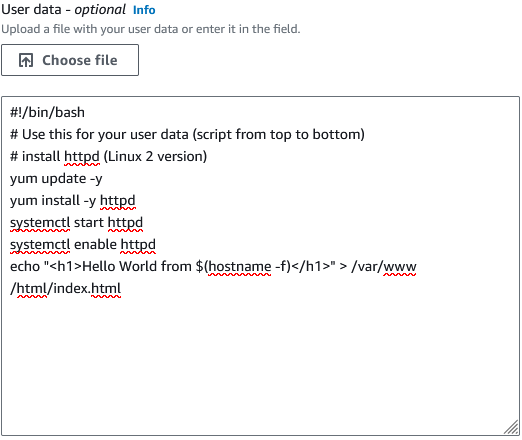 User data - optional Info
Upload a file with your user data or enter it in the field.
Choose file
#!/bin/bash
# Use this for your user data (script from top to bottom)
# install httpd (Linux 2 version)
yum update -y
yum install -y httpd
systemctl start httpd
systemctl enable httpd
echo "<h1>Hello World from $(hostname -f)</h1>" > /var/www
/html/index.html